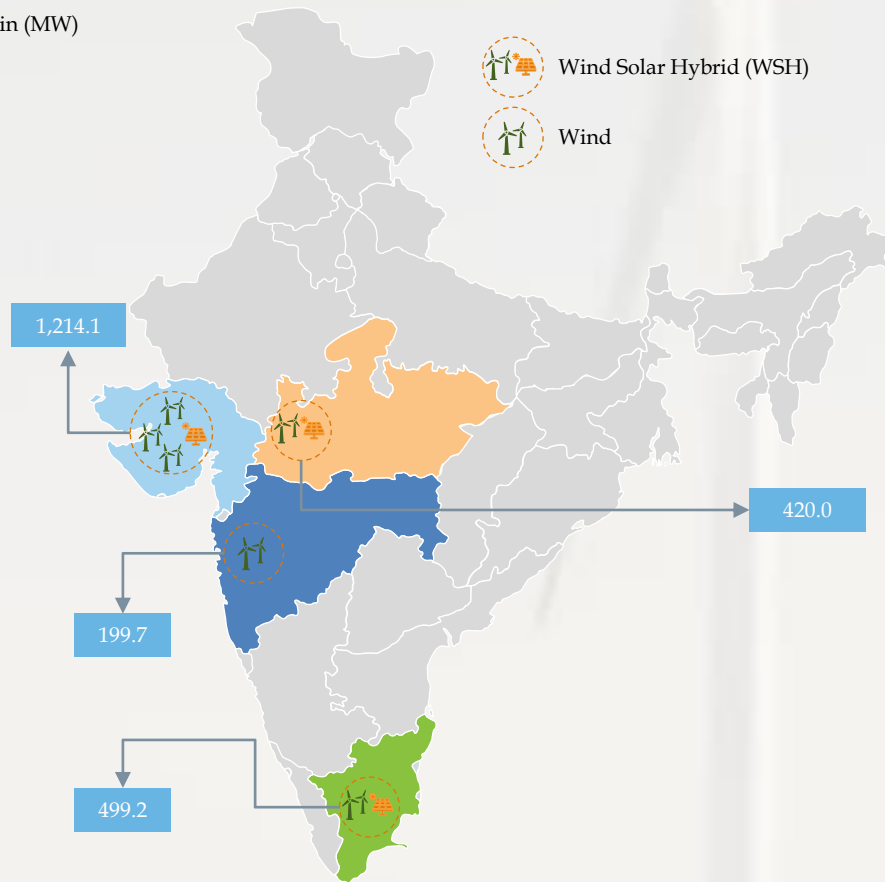 in (MW)
Wind Solar Hybrid (WSH)
Wind
1,214.1
420.0
199.7
499.2